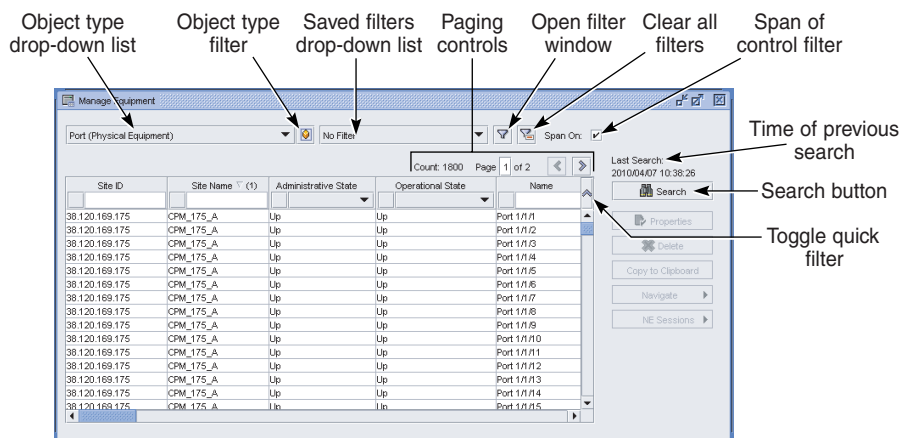 Object type drop-down list
Object type filter
Saved filters drop-down list
Paging controls
Open filter window
Clear all filters
Span of control filter
Manage Equipment
Port (Physical Equipment)
No Filter
Span On:
Time of previous search
Count: 1800 Page 1 of 2
Last Search:
2010/04/07 10:38:26
Search
Search button
Site ID Site Name (1) Administrative State Operational State Name
Properties
Toggle quick filter
Delete
Copy to Clipboard
Navigate
NE Sessions
38.120.169.175 CPM_175_A Up Up Port 1/1/1
38.120.169.175 CPM_175_A Up Up Port 1/1/2
38.120.169.175 CPM_175_A Up Up Port 1/1/3
38.120.169.175 CPM_175_A Up Up Port 1/1/4
38.120.169.175 CPM_175_A Up Up Port 1/1/5
38.120.169.175 CPM_175_A Up Up Port 1/1/6
38.120.169.175 CPM_175_A Up Up Port 1/1/7
38.120.169.175 CPM_175_A Up Up Port 1/1/8
38.120.169.175 CPM_175_A Up Up Port 1/1/9
38.120.169.175 CPM_175_A Up Up Port 1/1/10
38.120.169.175 CPM_175_A Up Up Port 1/1/11
38.120.169.175 CPM_175_A Up Up Port 1/1/12
38.120.169.175 CPM_175_A Up Up Port 1/1/13
38.120.169.175 CPM_175_A Up Up Port 1/1/14
38.120.169.175 CPM_175_A Up Up Port 1/1/15